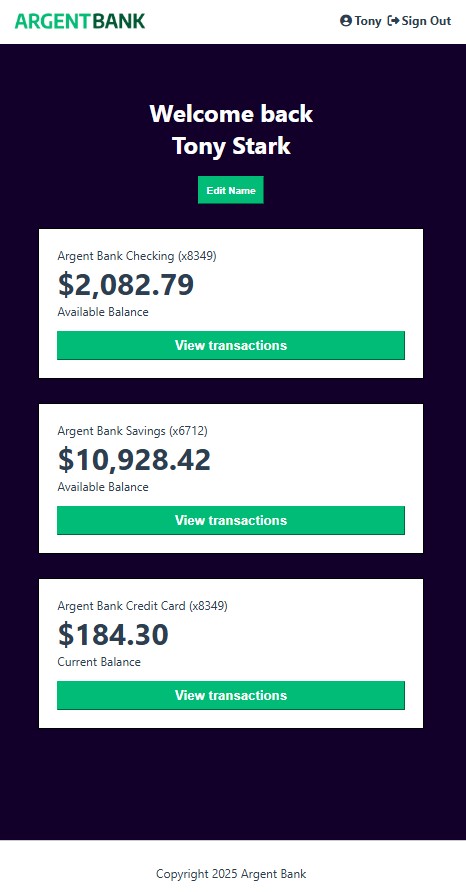 ARGENTBANK
Tony Sign Out
Welcome back
Tony Stark
Edit Name
Argent Bank Checking (x8349)
$2,082.79
Available Balance
View transactions
Argent Bank Savings (x6712)
$10,928.42
Available Balance
View transactions
Argent Bank Credit Card (x8349)
$184.30
Current Balance
View transactions
Copyright 2025 Argent Bank